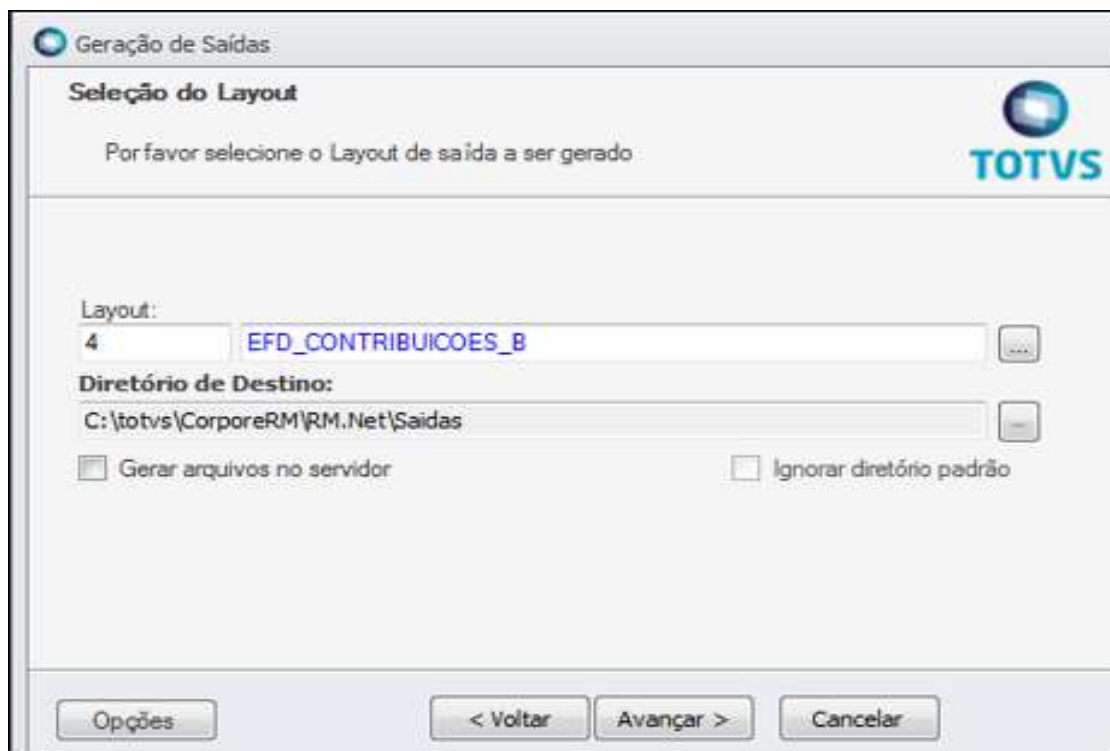 Geração de Saídas
Seleção do Layout
Por favor selecione o Layout de saída a ser gerado
TOTVS
Layout:
4 EFD_CONTRIBUICOES_B ...
Diretório de Destino:
C:\totvs\CorporeRM\RM.Net\Saidas ...
Gerar arquivos no servidor Ignorar diretório padrão
Opções < Voltar Avançar > Cancelar